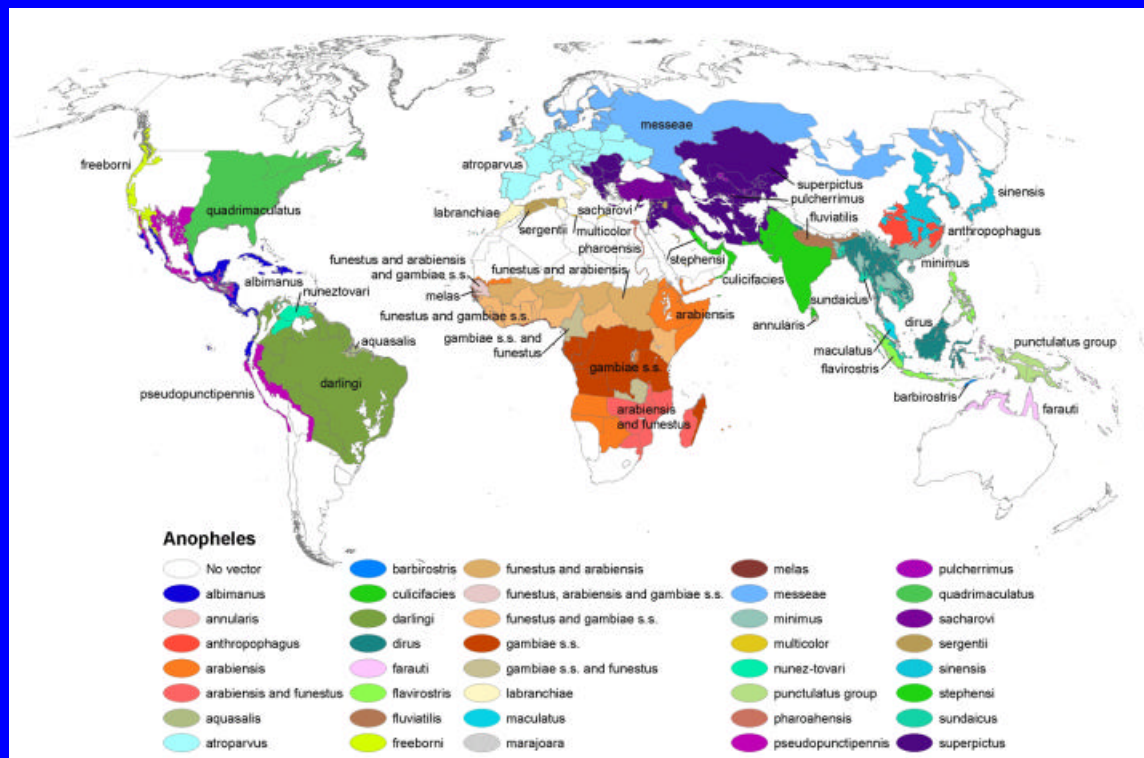 messeae
freeborni
atroparvus
superpictus
pulcherrimus
sinensis
quadrimaculatus
labranchiae
sacharovi
fluviatilis
sergentii
multicolor
anthropophagus
pharoensis
stephensi
minimus
funestus and arabiensis
and gambiae s.s.
funestus and arabiensis
albimanus
nuneztovari
melas
culicifacies
sundaicus
funestus and gambiae s.s.
arabiensis
annularis
dirus
gambiae s.s. and
funestus
aquasalis
punctulatus group
maculatus
gambiae s.s.
flavirostris
darlingi
pseudopunctipennis
barbirostris
farauti
arabiensis
and funestus
Anopheles
No vector
albimanus
annularis
anthropophagus
arabiensis
arabiensis and funestus
aquasalis
atroparvus
barbirostris
culicifacies
darlingi
dirus
farauti
flavirostris
fluviatilis
freeborni
funestus and arabiensis
funestus, arabiensis and gambiae s.s.
funestus and gambiae s.s.
gambiae s.s.
gambiae s.s. and funestus
labranchiae
maculatus
marajoara
melas
messeae
minimus
multicolor
nunez-tovari
punctulatus group
pharoahensis
pseudopunctipennis
pulcherrimus
quadrimaculatus
sacharovi
sergentii
sinensis
stephensi
sundaicus
superpictus